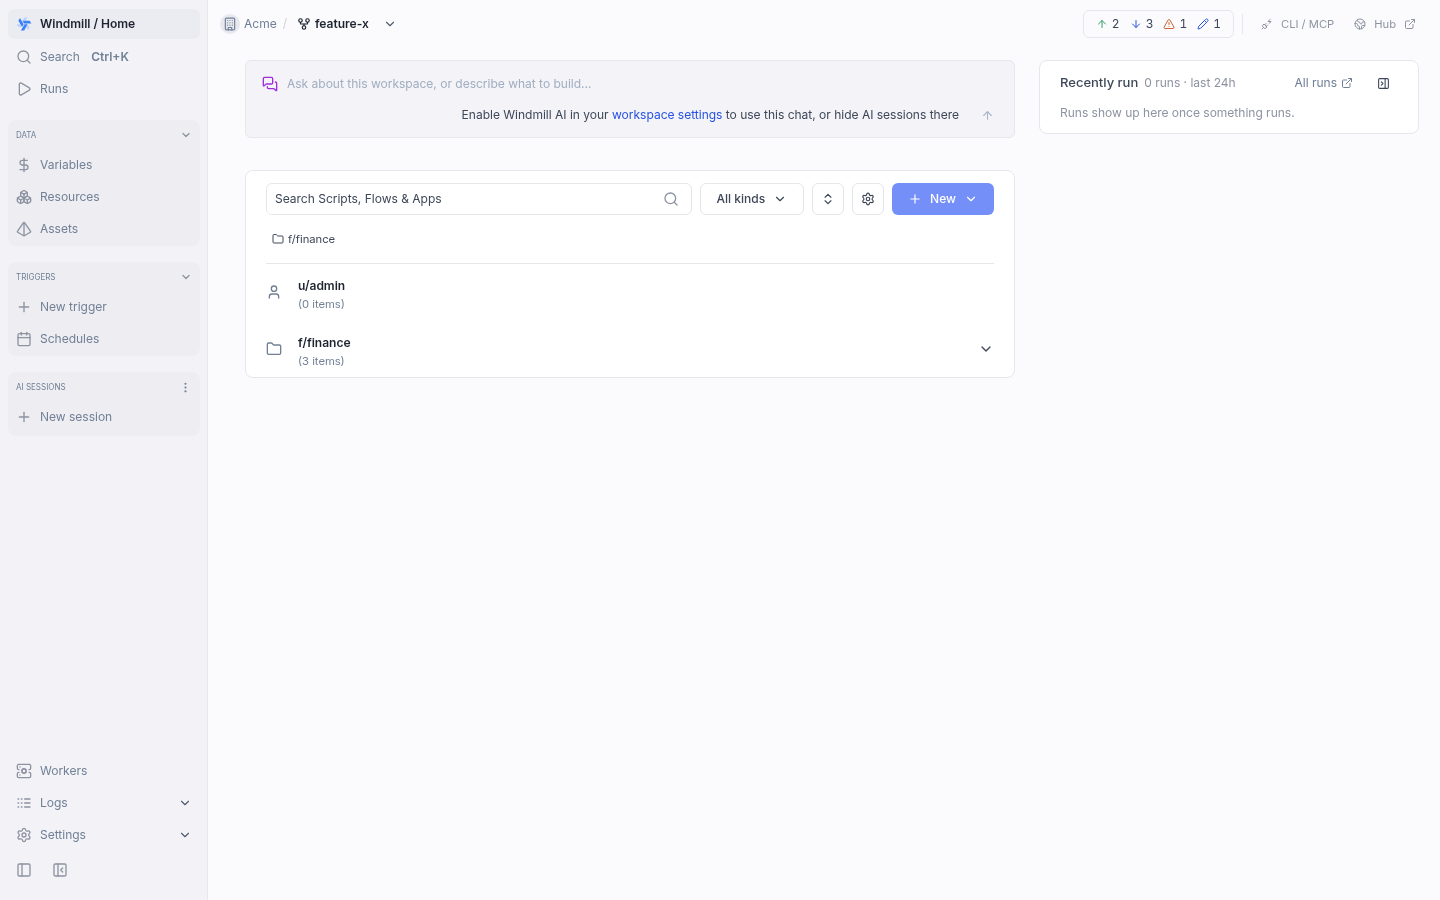 Windmill / Home
Search Ctrl+K
Runs
DATA
Variables
Resources
Assets
TRIGGERS
New trigger
Schedules
AI SESSIONS
New session
Workers
Logs
Settings
Acme / feature-x
2 3 1 1
CLI / MCP
Hub
Ask about this workspace, or describe what to build...
Enable Windmill AI in your workspace settings to use this chat, or hide AI sessions there
Search Scripts, Flows & Apps
All kinds
New
f/finance
u/admin
(0 items)
f/finance
(3 items)
Recently run 0 runs · last 24h
All runs
Runs show up here once something runs.